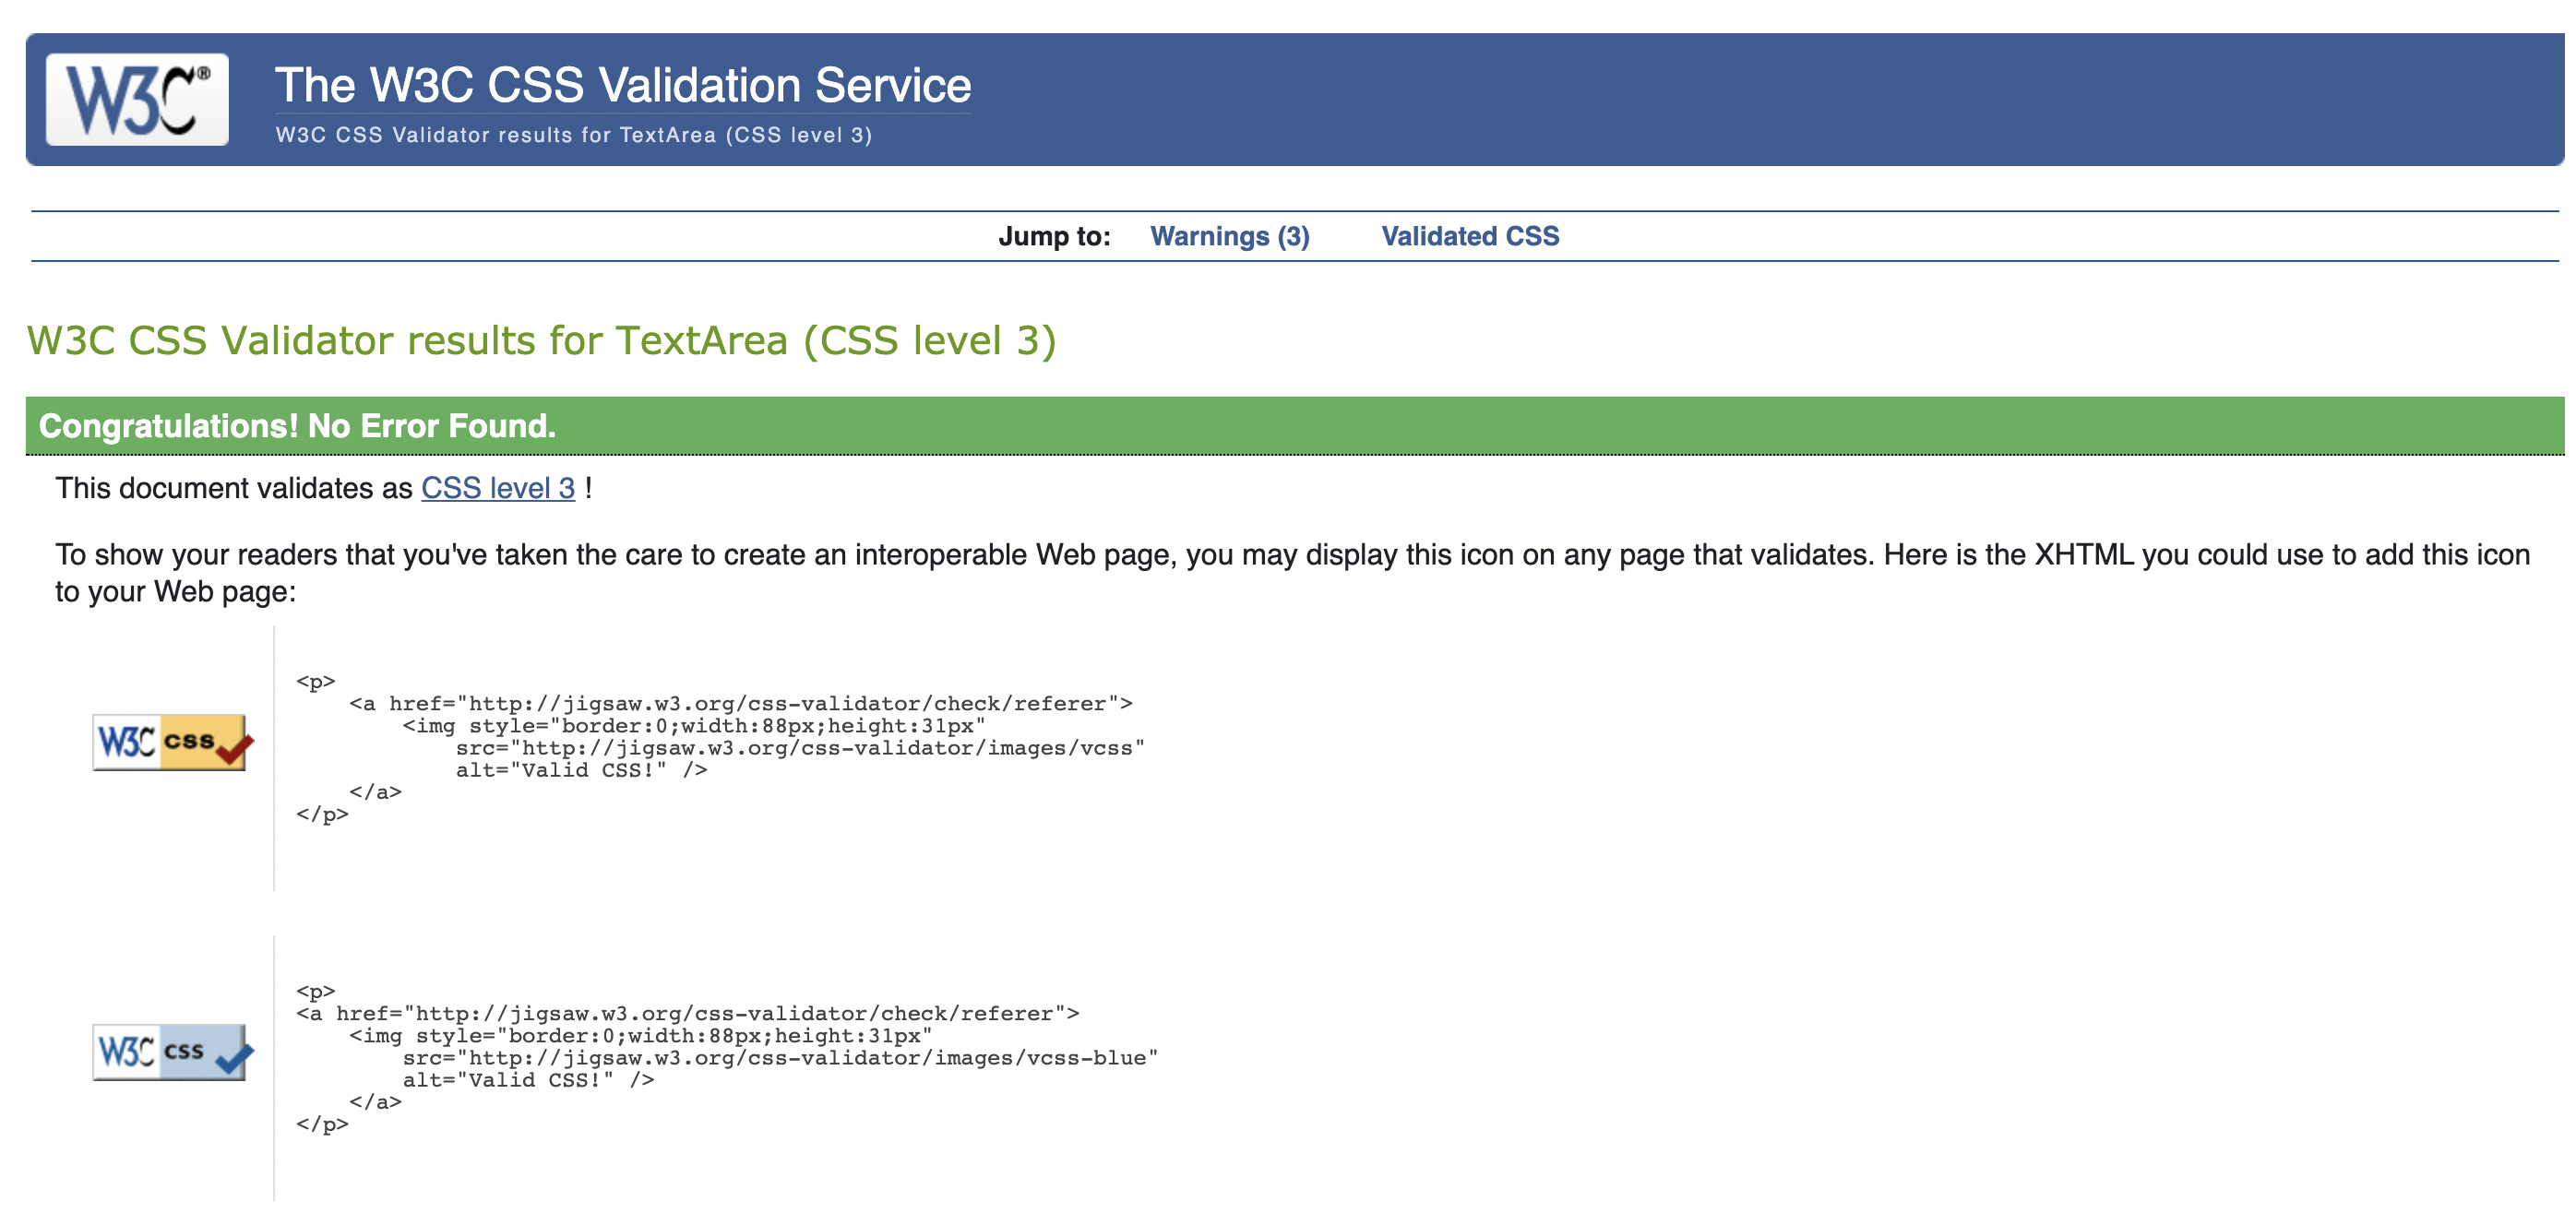 W3C®
The W3C CSS Validation Service
W3C CSS Validator results for TextArea (CSS level 3)
Jump to: Warnings (3) Validated CSS
W3C CSS Validator results for TextArea (CSS level 3)
Congratulations! No Error Found.
This document validates as CSS level 3 !
To show your readers that you've taken the care to create an interoperable Web page, you may display this icon on any page that validates. Here is the XHTML you could use to add this icon
to your Web page:
W3C css
<p>
    <a href="http://jigsaw.w3.org/css-validator/check/referer">
        <img style="border:0;width:88px;height:31px"
            src="http://jigsaw.w3.org/css-validator/images/vcss"
            alt="Valid CSS!" />
    </a>
</p>
W3C css
<p>
<a href="http://jigsaw.w3.org/css-validator/check/referer">
    <img style="border:0;width:88px;height:31px"
        src="http://jigsaw.w3.org/css-validator/images/vcss-blue"
        alt="Valid CSS!" />
    </a>
</p>